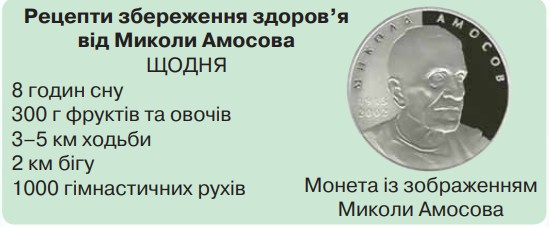 Рецепти збереження здоров’я
від Миколи Амосова
ЩОДНЯ
8 годин сну
300 г фруктів та овочів
3–5 км ходьби
2 км бігу
1000 гімнастичних рухів
МИКОЛА АМОСОВ
1913
2002
Монета із зображенням
Миколи Амосова